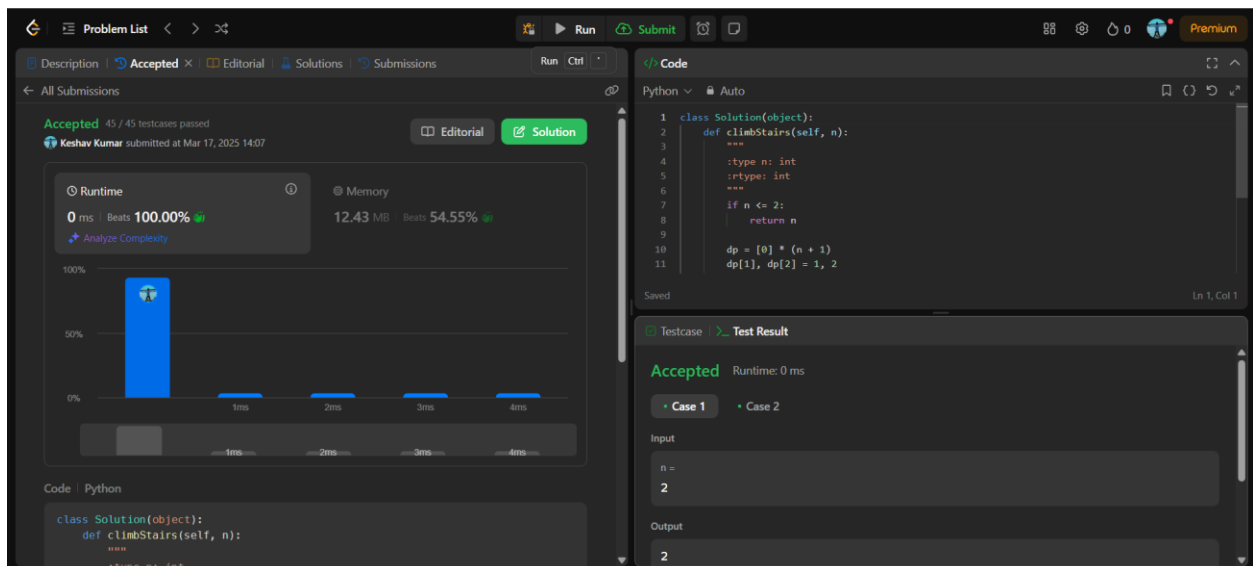 Problem List
Run
Submit
0
Premium
Description
Accepted
Editorial
Solutions
Submissions
Run Ctrl '
All Submissions
Accepted 45 / 45 testcases passed
Keshav Kumar submitted at Mar 17, 2025 14:07
Editorial
Solution
Runtime
0 ms Beats 100.00%
Analyze Complexity
Memory
12.43 MB Beats 54.55%
100%
50%
0%
1ms 2ms 3ms 4ms
1ms 2ms 3ms 4ms
Code Python
class Solution(object):
def climbStairs(self, n):
"""
:type n: int
</> Code
Python Auto
1 class Solution(object):
2 def climbStairs(self, n):
3 """
4 :type n: int
5 :rtype: int
6 """
7 if n <= 2:
8 return n
9
10 dp = [0] * (n + 1)
11 dp[1], dp[2] = 1, 2
Saved
Ln 1, Col 1
Testcase
>_ Test Result
Accepted Runtime: 0 ms
• Case 1 • Case 2
Input
n =
2
Output
2